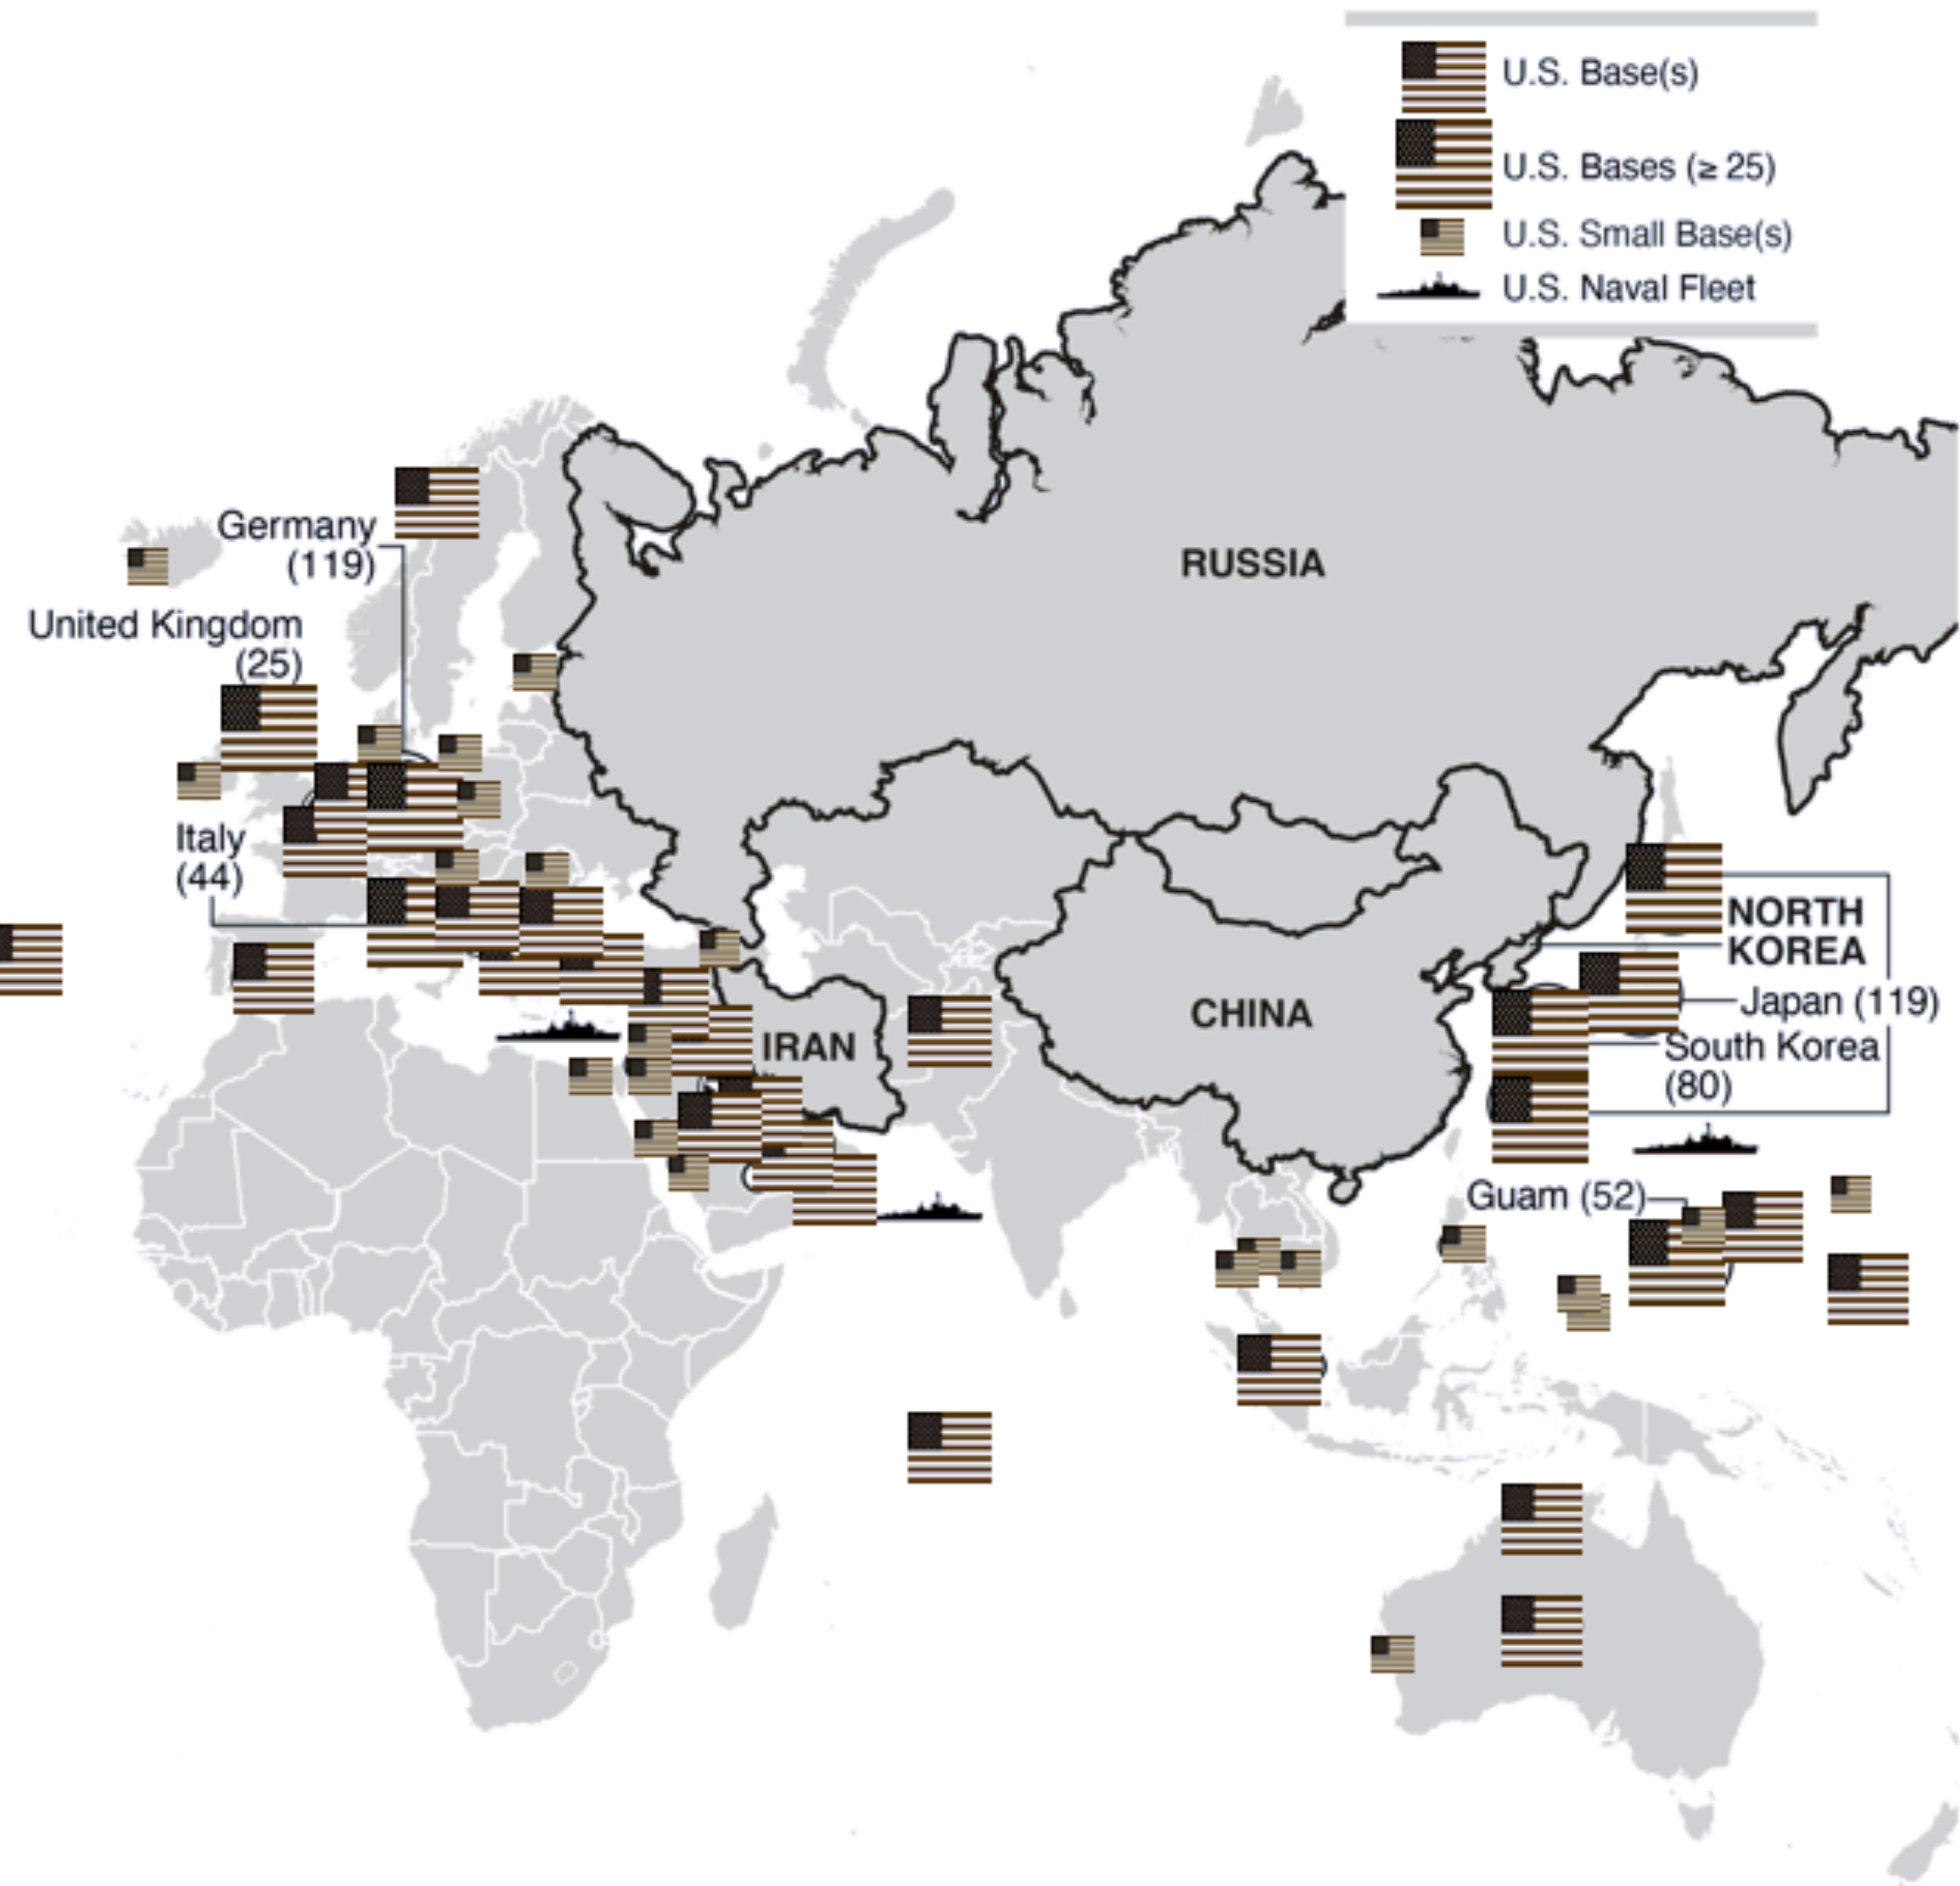 U.S. Base(s)
U.S. Bases (≥ 25)
U.S. Small Base(s)
U.S. Naval Fleet
Germany
(119)
RUSSIA
United Kingdom
(25)
Italy
(44)
NORTH
KOREA
IRAN
CHINA
Japan (119)
South Korea
(80)
Guam (52)